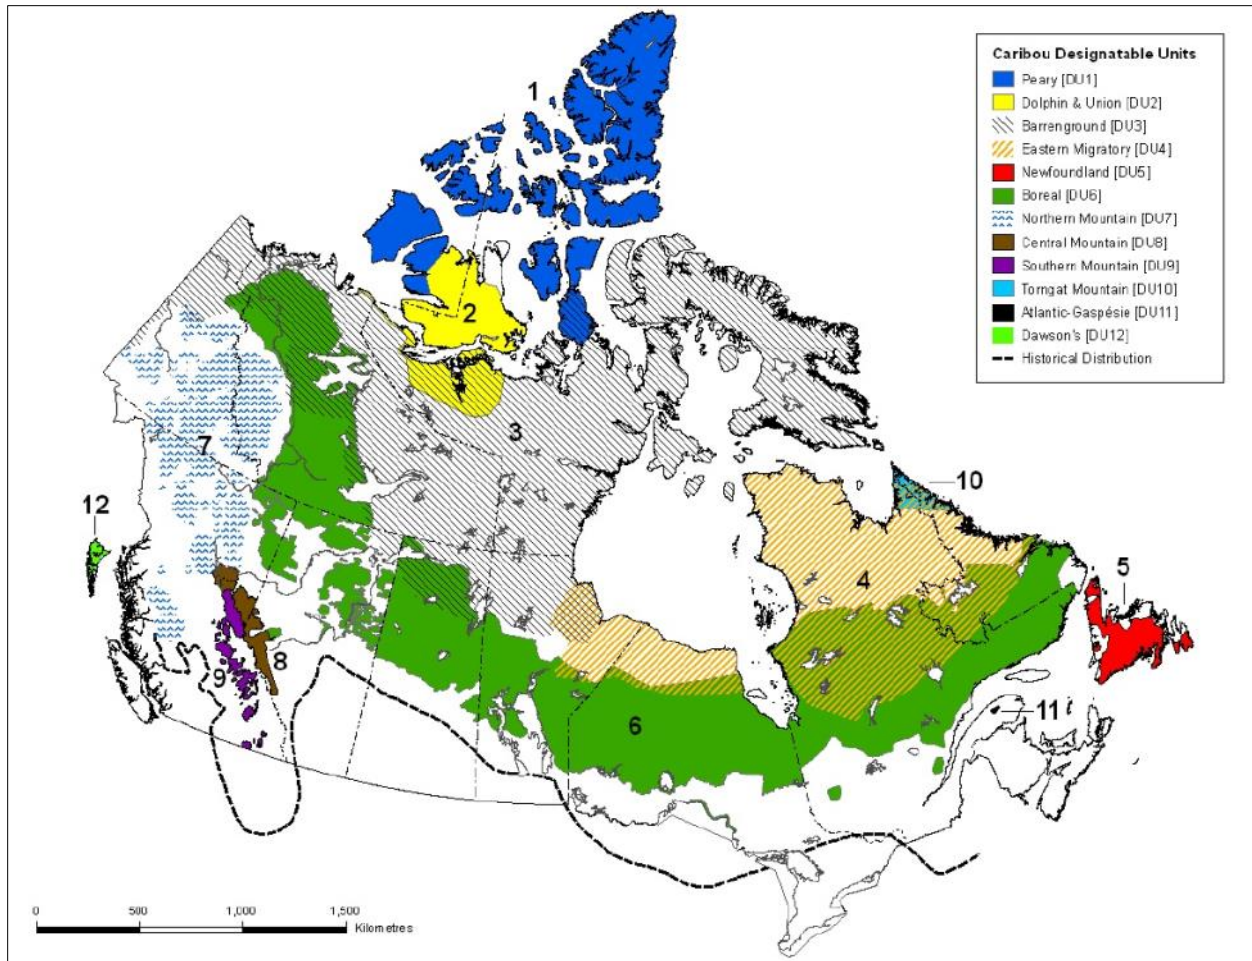 Caribou Designatable Units
Peary [DU1]
Dolphin & Union [DU2]
Barrenground [DU3]
Eastern Migratory [DU4]
Newfoundland [DU5]
Boreal [DU6]
Northern Mountain [DU7]
Central Mountain [DU8]
Southern Mountain [DU9]
Torngat Mountain [DU10]
Atlantic-Gaspésie [DU11]
Dawson's [DU12]
Historical Distribution
1
2
3
7
10
12
4
5
8
9
11
6
0 500 1,000 1,500
Kilometres